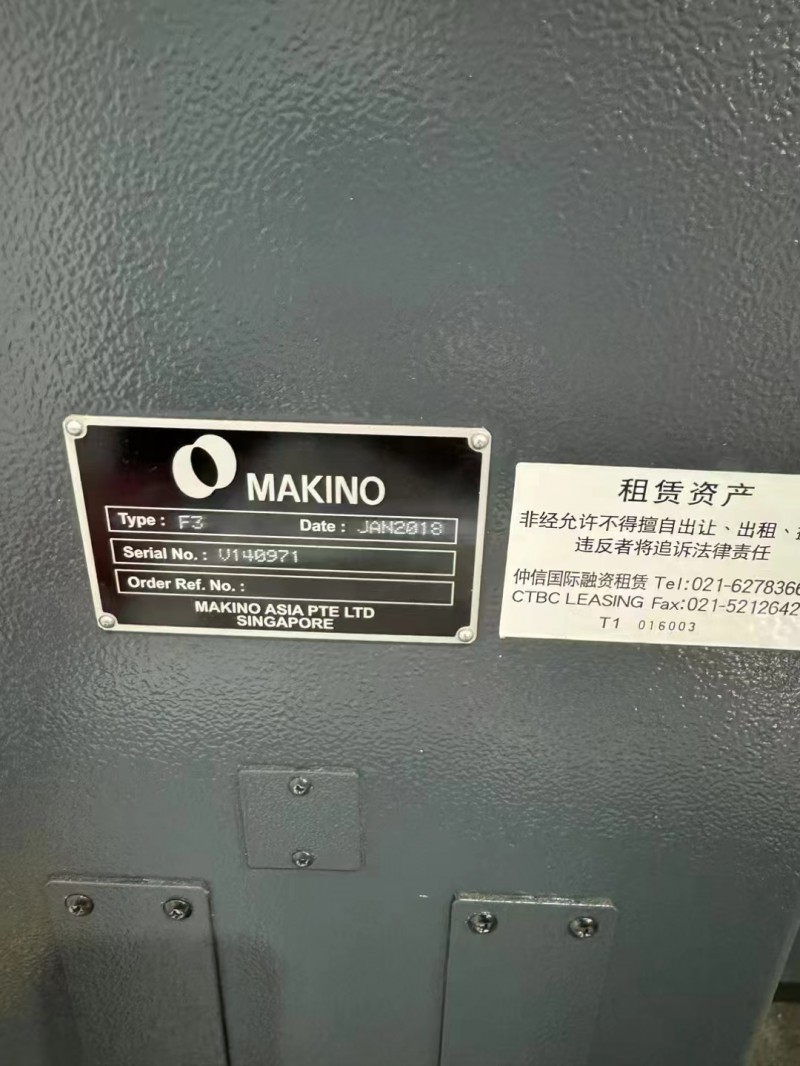 MAKINO
Type : F3 Date : JAN2018
Serial No. : V140971
Order Ref. No. :
MAKINO ASIA PTE LTD
SINGAPORE
租赁资产
非经允许不得擅自出让、出租、
违反者将追诉法律责任
仲信国际融资租赁 Tel:021-6278366
CTBC LEASING Fax:021-5212642
T1 016003